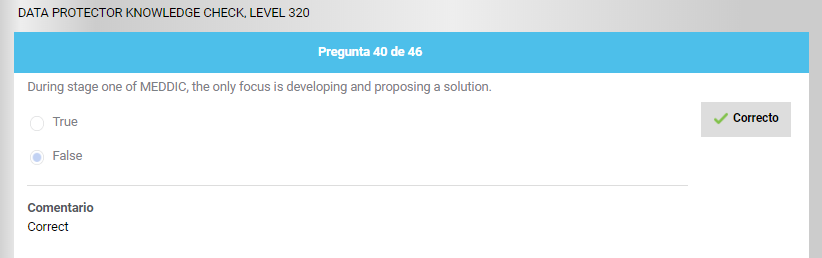 DATA PROTECTOR KNOWLEDGE CHECK, LEVEL 320
Pregunta 40 de 46
During stage one of MEDDIC, the only focus is developing and proposing a solution.
True
Correcto
False
Comentario
Correct